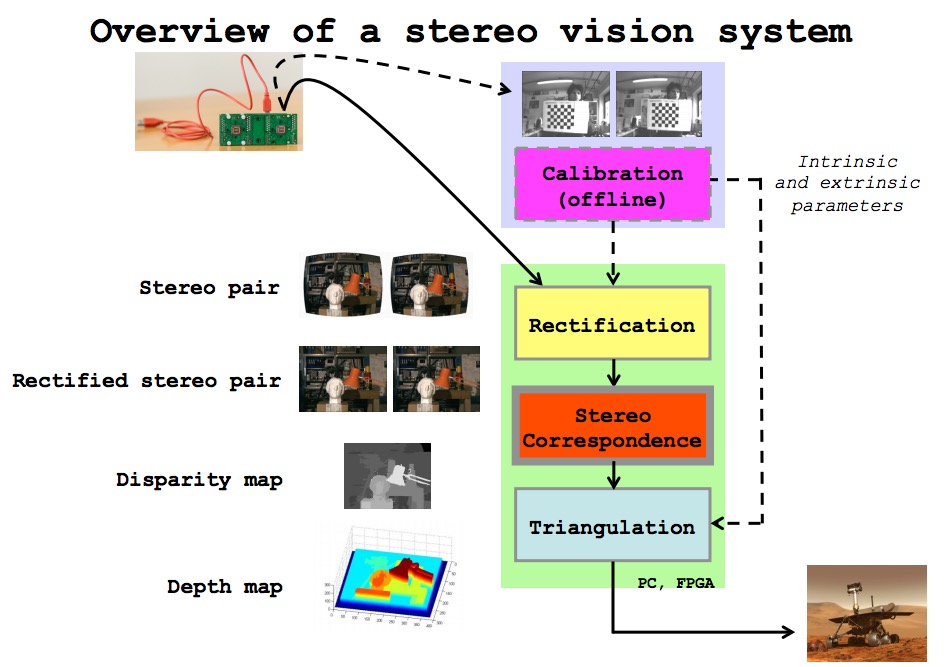 Overview of a stereo vision system
Calibration
(offline)
Intrinsic
and extrinsic
parameters
Stereo pair
Rectification
Rectified stereo pair
Stereo
Correspondence
Disparity map
Triangulation
Depth map
PC, FPGA